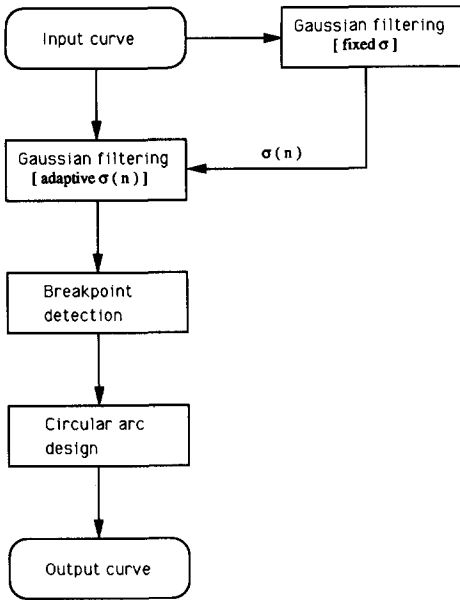 Input curve
Gaussian filtering
[ fixed σ ]
σ ( n )
Gaussian filtering
[ adaptive σ ( n ) ]
Breakpoint
detection
Circular arc
design
Output curve